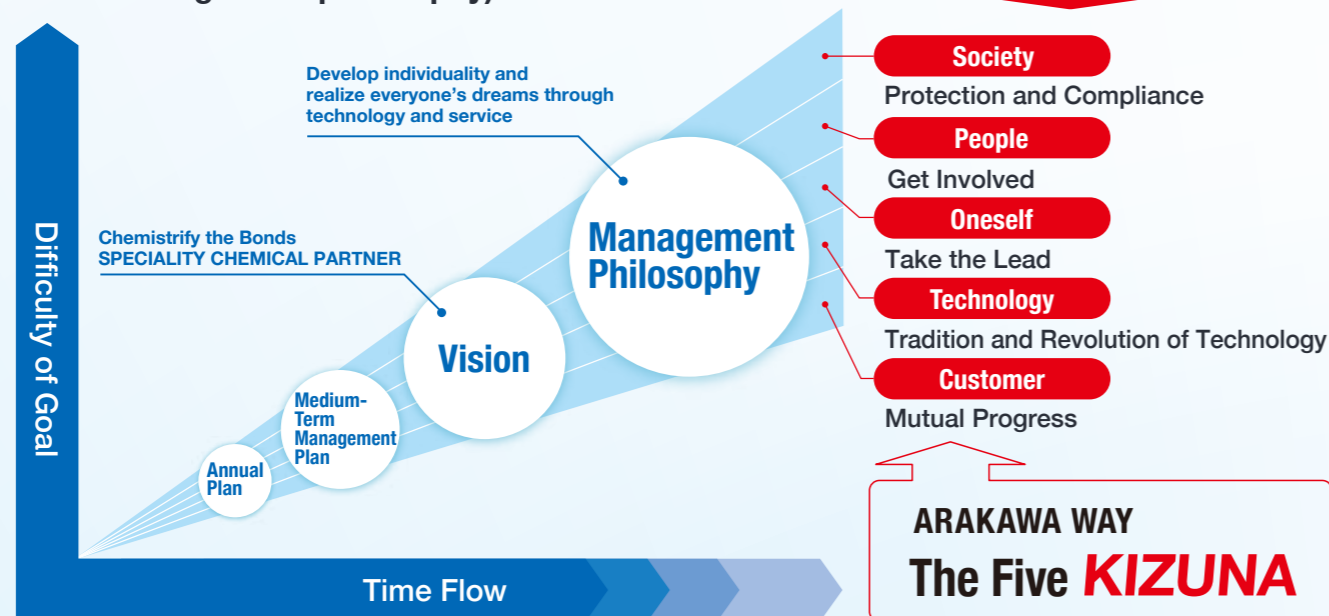 Difficulty of Goal
Develop individuality and
realize everyone's dreams through
technology and service
Chemistrify the Bonds
SPECIALITY CHEMICAL PARTNER
Management
Philosophy
Vision
Medium-
Term
Management
Plan
Annual
Plan
Time Flow
Society
Protection and Compliance
People
Get Involved
Oneself
Take the Lead
Technology
Tradition and Revolution of Technology
Customer
Mutual Progress
ARAKAWA WAY
The Five KIZUNA